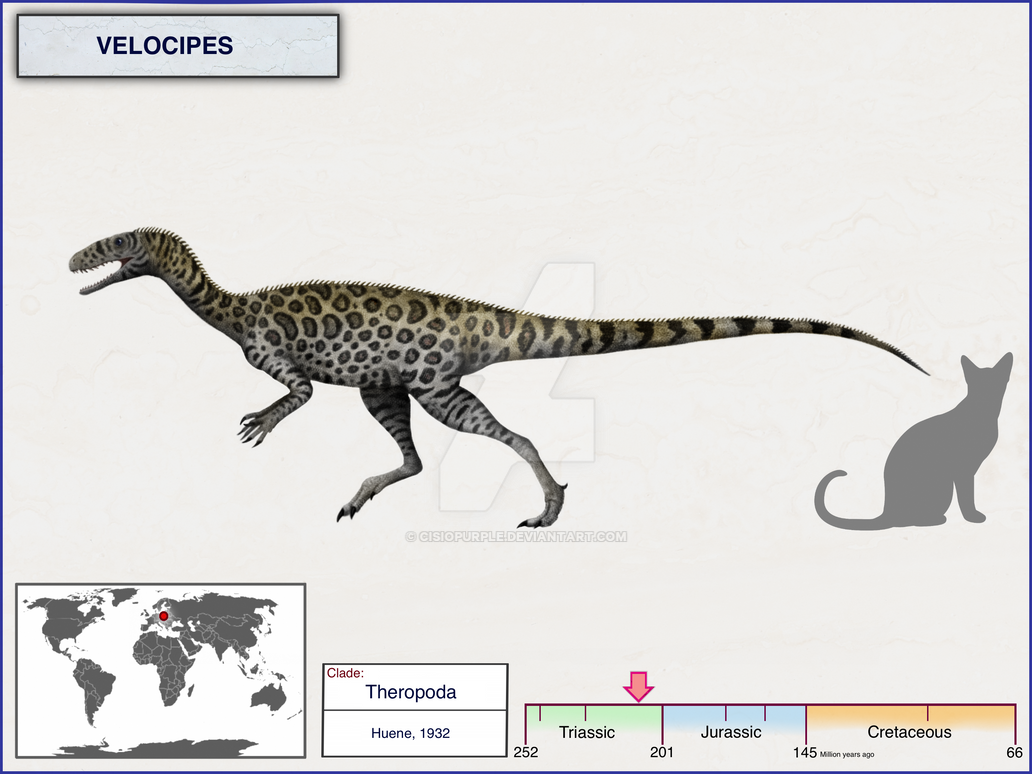 VELOCIPES
© CISIOPURPLE.DEVIANTART.COM
Clade:
Theropoda
Huene, 1932
Triassic
Jurassic
Cretaceous
252
201
145 Million years ago
66